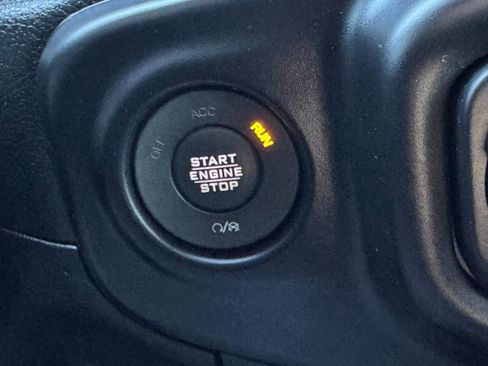 ACC
RUN
OFF
START
ENGINE
STOP